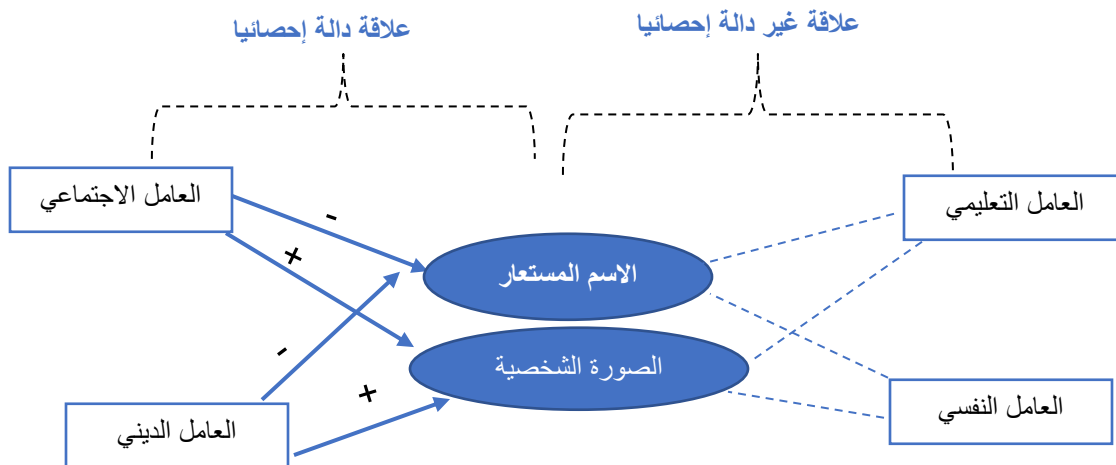 علاقة غير دالة إحصائيا
علاقة دالة إحصائيا
العامل التعليمي
العامل الاجتماعي
-
+
الاسم المستعار
الصورة الشخصية
-
+
العامل النفسي
العامل الديني